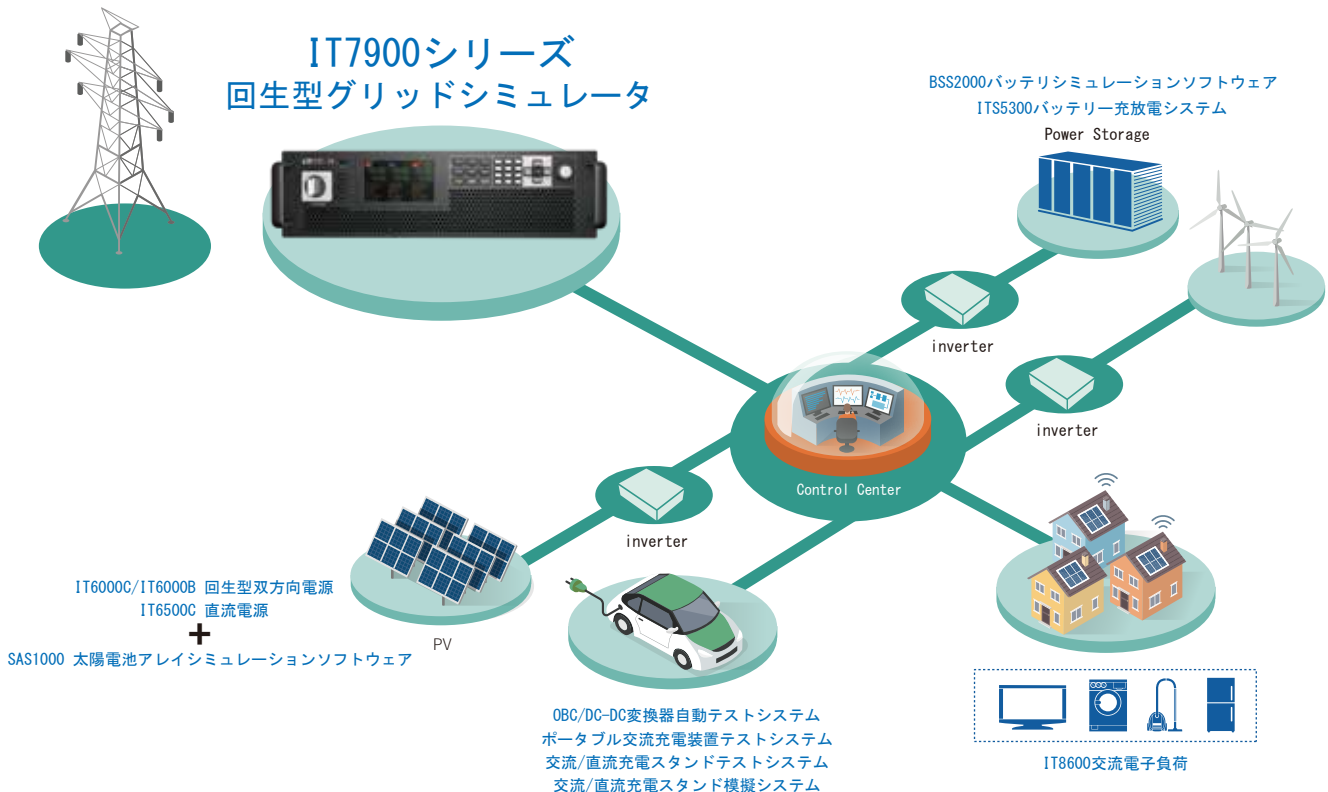 IT7900シリーズ
回生型グリッドシミュレータ
BSS2000バッテリシミュレーションソフトウェア
ITS5300バッテリー充放電システム
Power Storage
inverter
inverter
Control Center
inverter
IT6000C/IT6000B 回生型双方向電源
IT6500C 直流電源
+
SAS1000 太陽電池アレイシミュレーションソフトウェア
PV
OBC/DC-DC変換器自動テストシステム
ポータブル交流充電装置テストシステム
交流/直流充電スタンドテストシステム
交流/直流充電スタンド模擬システム
IT8600交流電子負荷